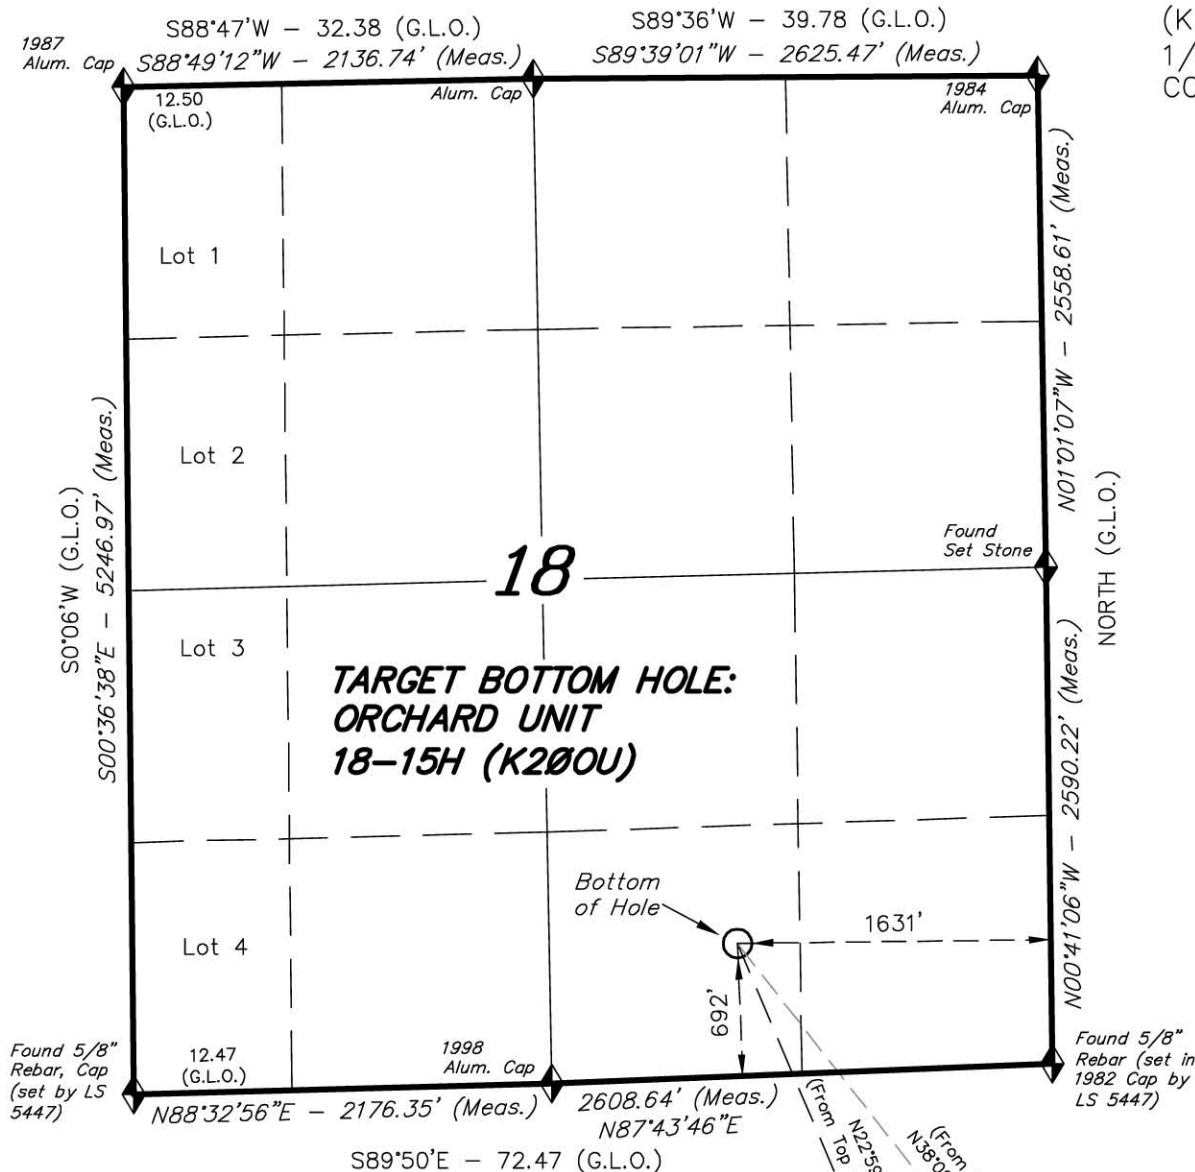 S88°47'W – 32.38 (G.L.O.)
S88°49'12"W – 2136.74' (Meas.)
S89°36'W – 39.78 (G.L.O.)
S89°39'01"W – 2625.47' (Meas.)
1987
Alum. Cap
12.50
(G.L.O.)
Alum. Cap
1984
Alum. Cap
Lot 1
Lot 2
Lot 3
Lot 4
S0°06'W (G.L.O.)
S00°36'38"E – 5246.97' (Meas.)
N01°01'07"W – 2558.61' (Meas.)
NORTH (G.L.O.)
Found
Set Stone
18
TARGET BOTTOM HOLE:
ORCHARD UNIT
18–15H (K2ØOU)
N00°41'06"W – 2590.22' (Meas.)
Bottom
of Hole
1631'
692'
Found 5/8"
Rebar, Cap
(set by LS
5447)
12.47
(G.L.O.)
1998
Alum. Cap
Found 5/8"
Rebar (set in
1982 Cap by
LS 5447)
N88°32'56"E – 2176.35' (Meas.)
2608.64' (Meas.)
N87°43'46"E
S89°50'E – 72.47 (G.L.O.)
(From Top
N22°59
(From